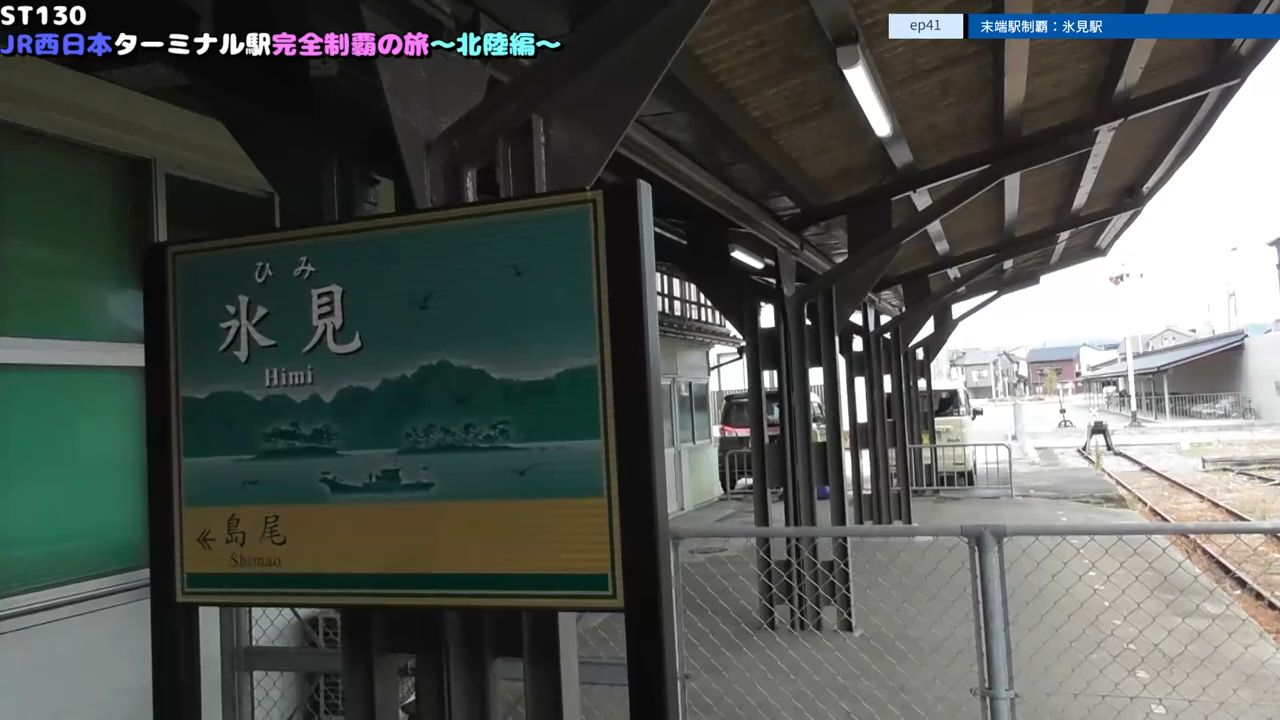 ST130
JR西日本ターミナル駅完全制覇の旅～北陸編～
ep41
末端駅制覇：氷見駅
ひみ
氷見
Himi
島尾
Shimao